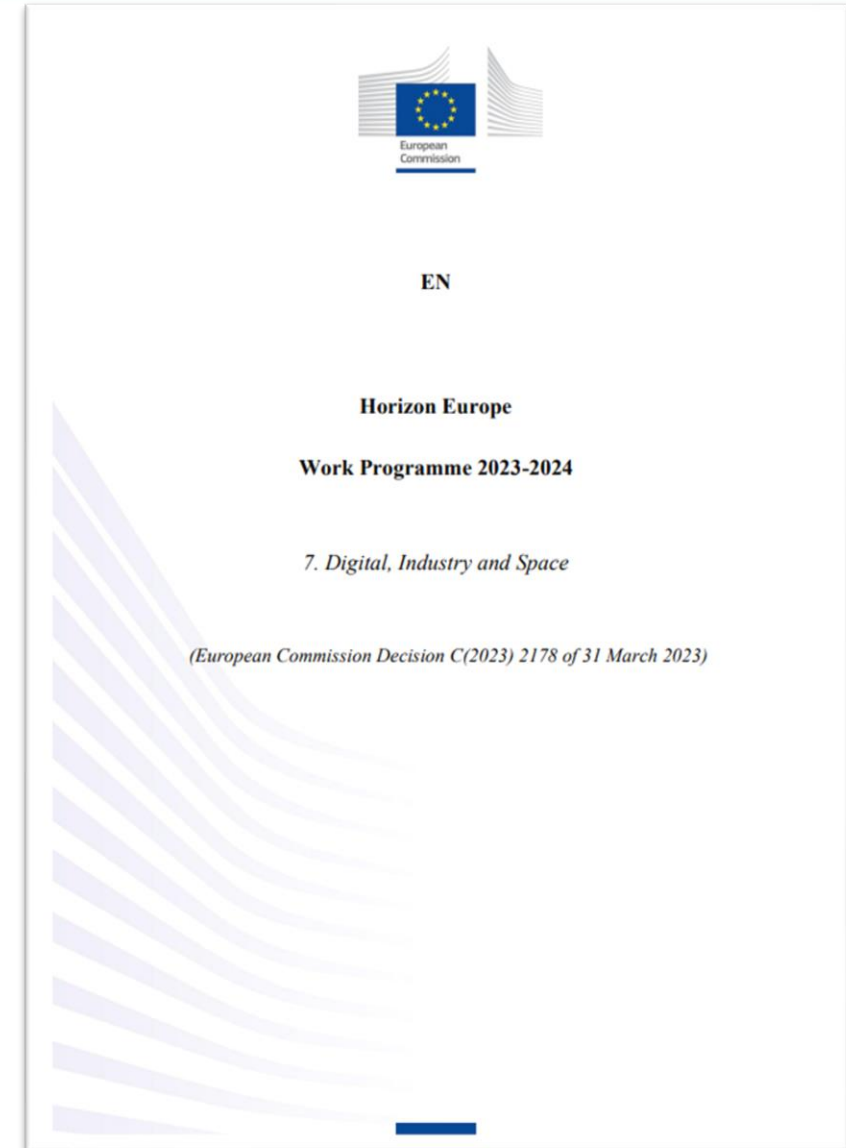 European
Commission
EN
Horizon Europe
Work Programme 2023-2024
7. Digital, Industry and Space
(European Commission Decision C(2023) 2178 of 31 March 2023)